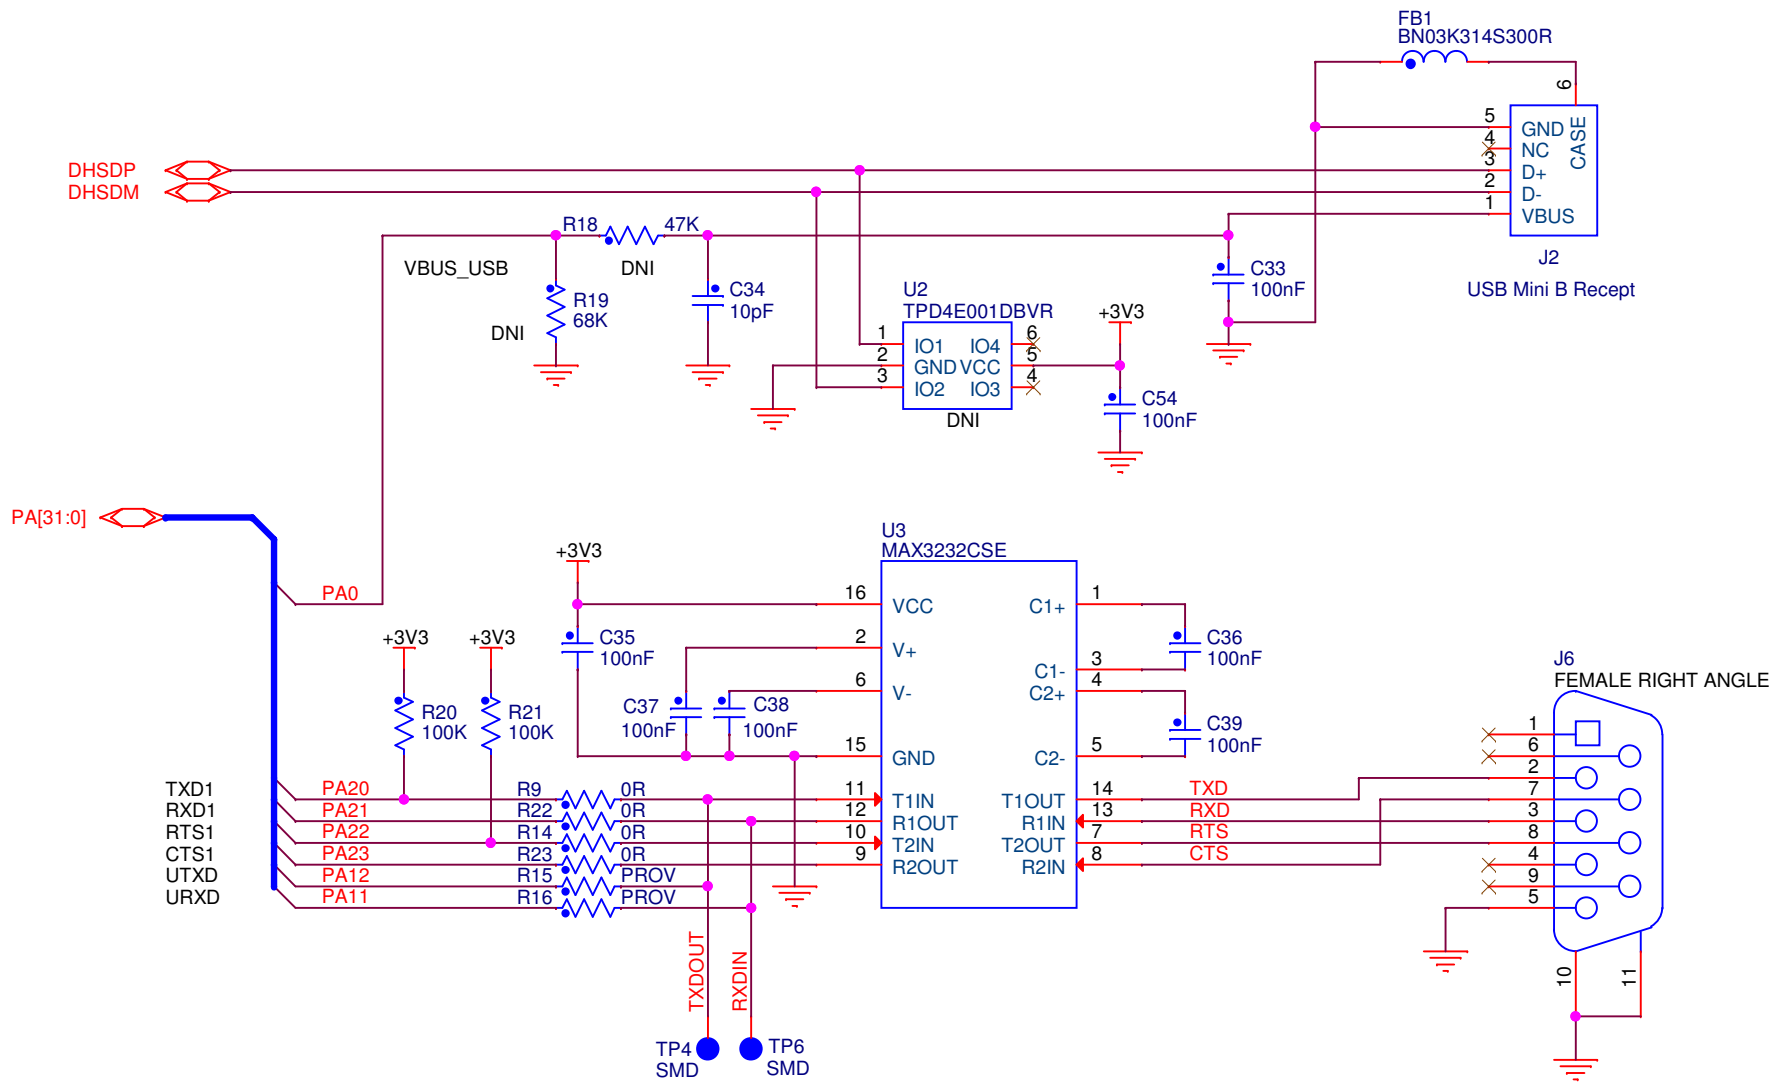 FB1
BN03K314S300R
6
5
GND
CASE
4
NC
DHSDP
3
D+
DHSDM
2
D-
1
VBUS
R18
47K
VBUS_USB
DNI
J2
USB Mini B Recept
C33
100nF
R19
68K
C34
10pF
DNI
U2
TPD4E001DBVR
+3V3
1
IO1
IO4
6
2
GND
VCC
5
3
IO2
IO3
4
DNI
C54
100nF
PA[31:0]
U3
MAX3232CSE
+3V3
PA0
16
VCC
C1+
1
+3V3
+3V3
C35
100nF
2
V+
C36
100nF
3
C1-
6
V-
C2+
4
J6
FEMALE RIGHT ANGLE
R20
100K
R21
100K
C37
100nF
C38
100nF
C39
100nF
15
GND
C2-
5
1
6
2
7
3
8
4
9
5
TXD1
PA20
R9
0R
11
T1IN
T1OUT
14
TXD
RXD1
PA21
R22
0R
12
R1OUT
R1IN
13
RXD
RTS1
PA22
R14
0R
10
T2IN
T2OUT
7
RTS
CTS1
PA23
R23
0R
9
R2OUT
R2IN
8
CTS
UTXD
PA12
R15
PROV
URXD
PA11
R16
PROV
TXDOUT
RXDIN
10
11
TP4
SMD
TP6
SMD